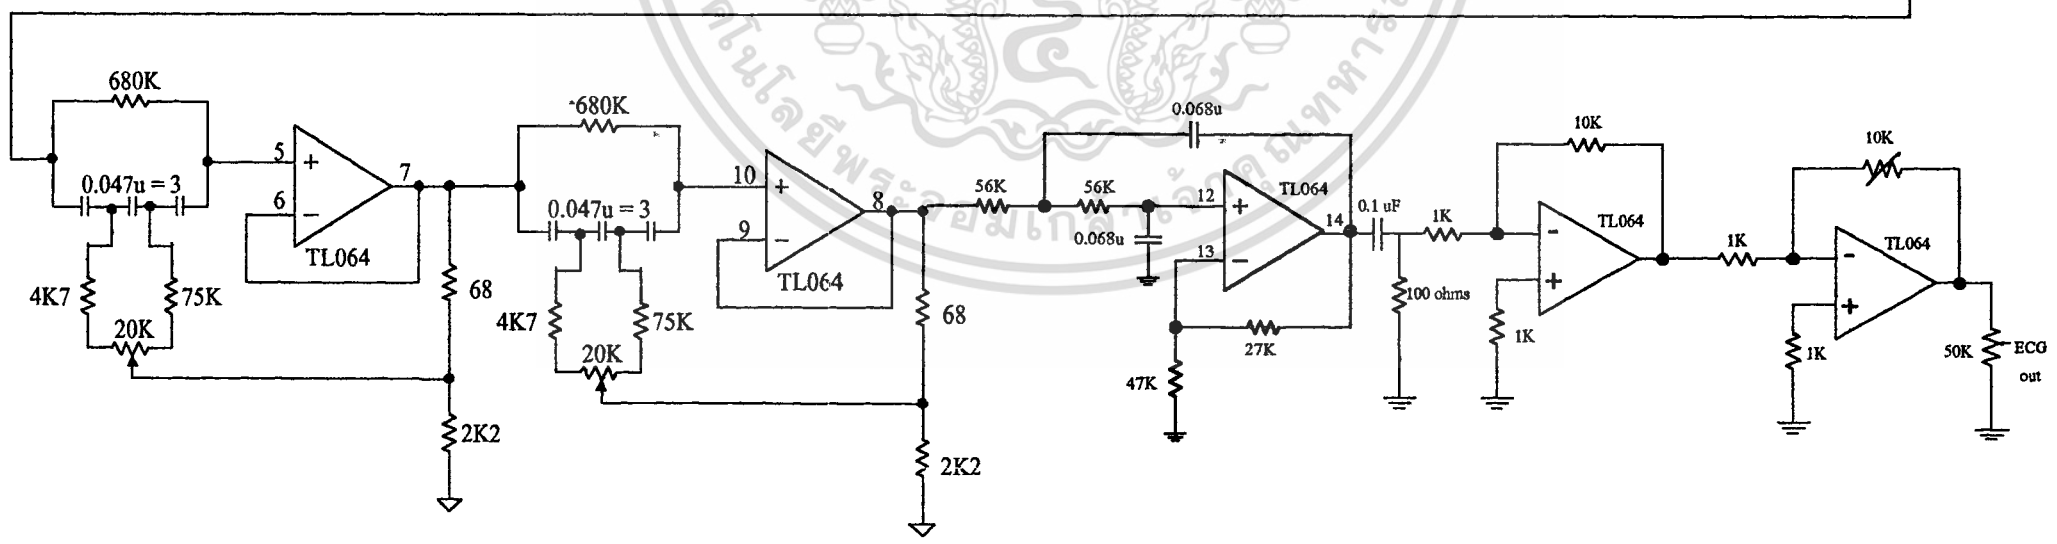 680K
0.047u = 3
5
6
7
TL064
4K7
75K
20K
68
2K2
680K
0.047u = 3
10
9
8
TL064
4K7
75K
20K
68
2K2
56K
56K
0.068u
0.068u
12
13
14
TL064
27K
47K
0.1 uF
100 ohms
1K
10K
TL064
1K
1K
10K
TL064
1K
50K
ECG
out